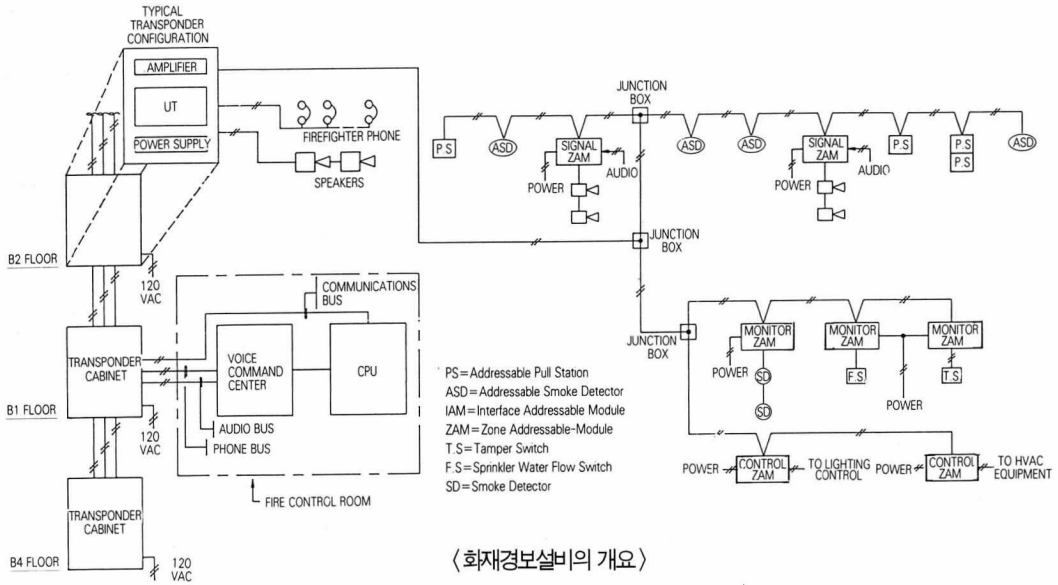 TYPICAL
TRANSPONDER
CONFIGURATION
AMPLIFIER
UT
POWER SUPPLY
FIREFIGHTER PHONE
SPEAKERS
B2 FLOOR
120
VAC
TRANSPONDER
CABINET
B1 FLOOR
120
VAC
TRANSPONDER
CABINET
B4 FLOOR
120
VAC
COMMUNICATIONS
BUS
VOICE
COMMAND
CENTER
CPU
AUDIO BUS
PHONE BUS
FIRE CONTROL ROOM
JUNCTION
BOX
P.S
ASD
SIGNAL
ZAM
POWER
AUDIO
ASD
ASD
SIGNAL
ZAM
POWER
AUDIO
P.S
P.S
P.S
ASD
JUNCTION
BOX
JUNCTION
BOX
MONITOR
ZAM
POWER
SD
SD
MONITOR
ZAM
F.S
POWER
MONITOR
ZAM
T.S
POWER
CONTROL
ZAM
TO LIGHTING
CONTROL
POWER
CONTROL
ZAM
TO HVAC
EQUIPMENT
PS=Addressable Pull Station
ASD=Addressable Smoke Detector
IAM=Interface Addressable Module
ZAM=Zone Addressable-Module
T.S=Tamper Switch
F.S=Sprinkler Water Flow Switch
SD=Smoke Detector
〈화재경보설비의 개요〉